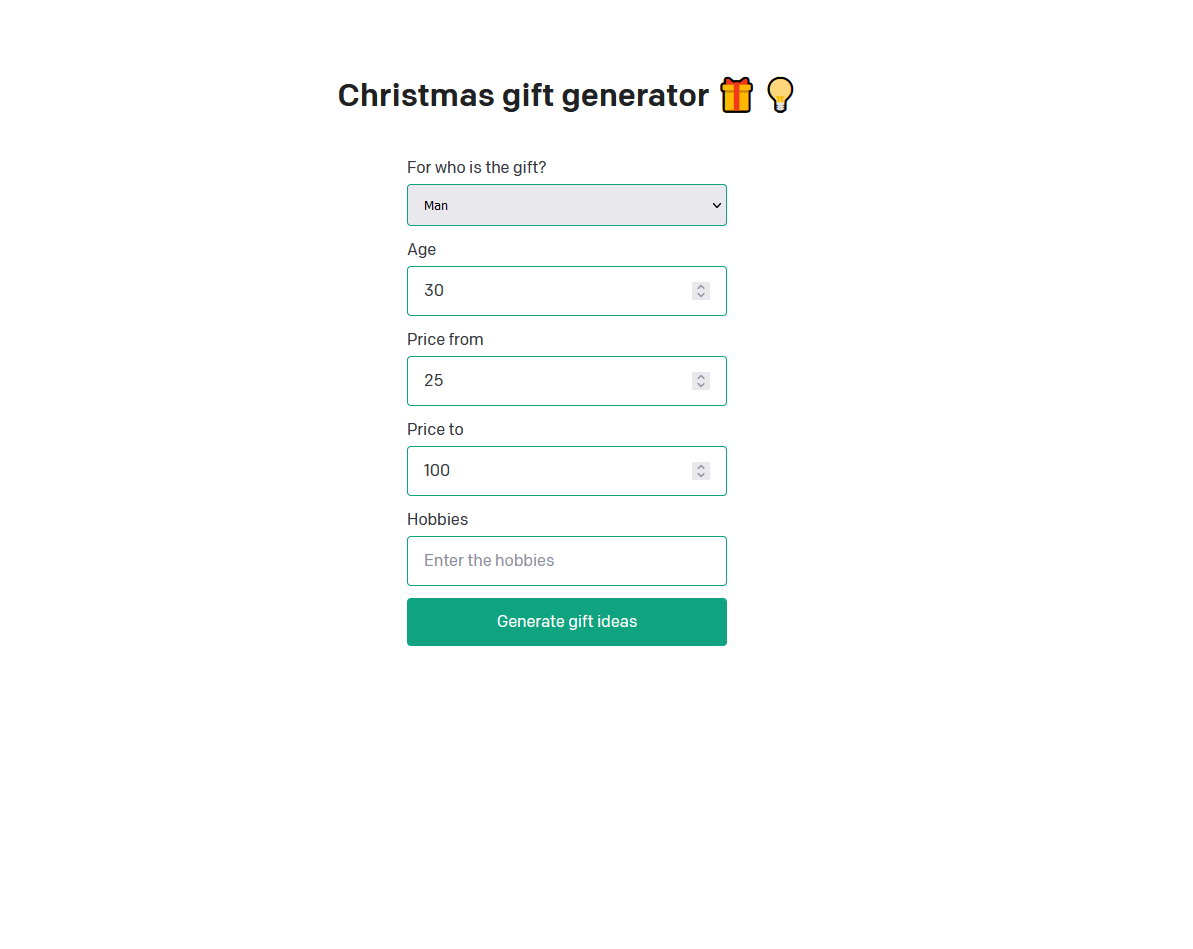 Christmas gift generator
For who is the gift?
Man
Age
30
Price from
25
Price to
100
Hobbies
Enter the hobbies
Generate gift ideas